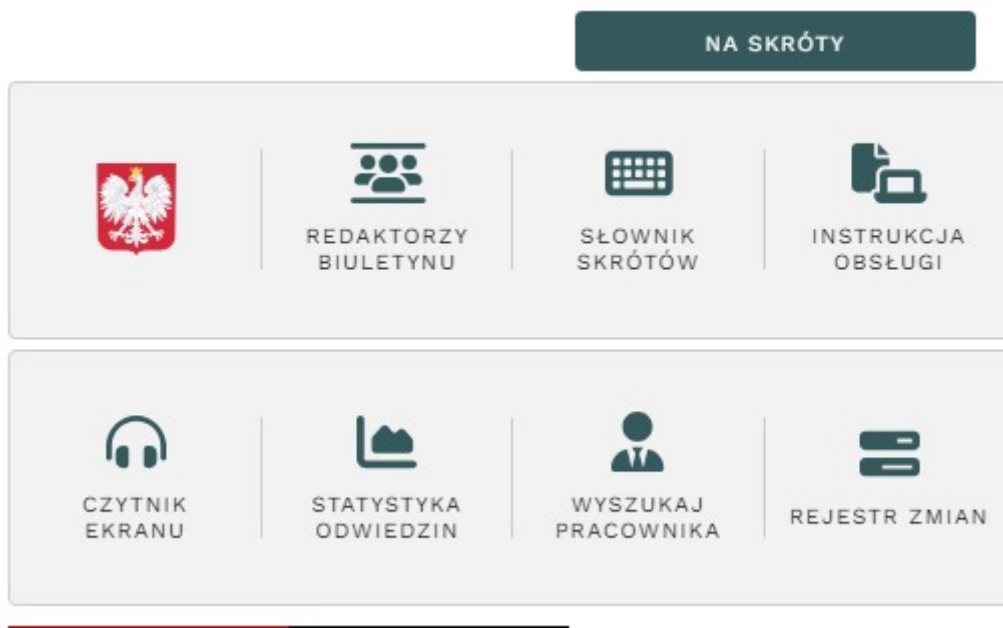 NA SKRÓTY
REDAKTORZY
BIULETYNU
SŁOWNIK
SKRÓTÓW
INSTRUKCJA
OBSŁUGI
CZYTNIK
EKRANU
STATYSTYKA
ODWIEDZIN
WYSZUKAJ
PRACOWNIKA
REJESTR ZMIAN